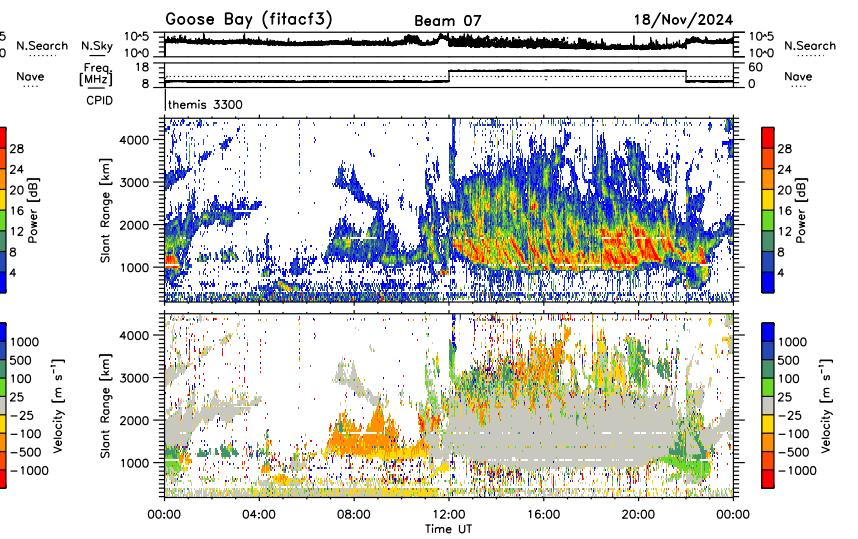 Goose Bay (fitacf3) Beam 07 18/Nov/2024
5 N.Search N.Sky 10^5 10^5 N.Search
0 10^0 10^0
Nave Freq. 18 60 Nave
[MHz] 8 0
CPID
themis 3300
28 4000 28
24 24
20 3000 20
16 16
12 2000 12
8 8
4 1000 4
Power [dB] Slant Range [km] Power [dB]
1000 4000 1000
500 500
100 3000 100
25 25
−25 2000 −25
−100 −100
−500 1000 −500
−1000 −1000
Velocity [m s⁻¹] Slant Range [km] Velocity [m s⁻¹]
00:00 04:00 08:00 12:00 16:00 20:00 00:00
Time UT